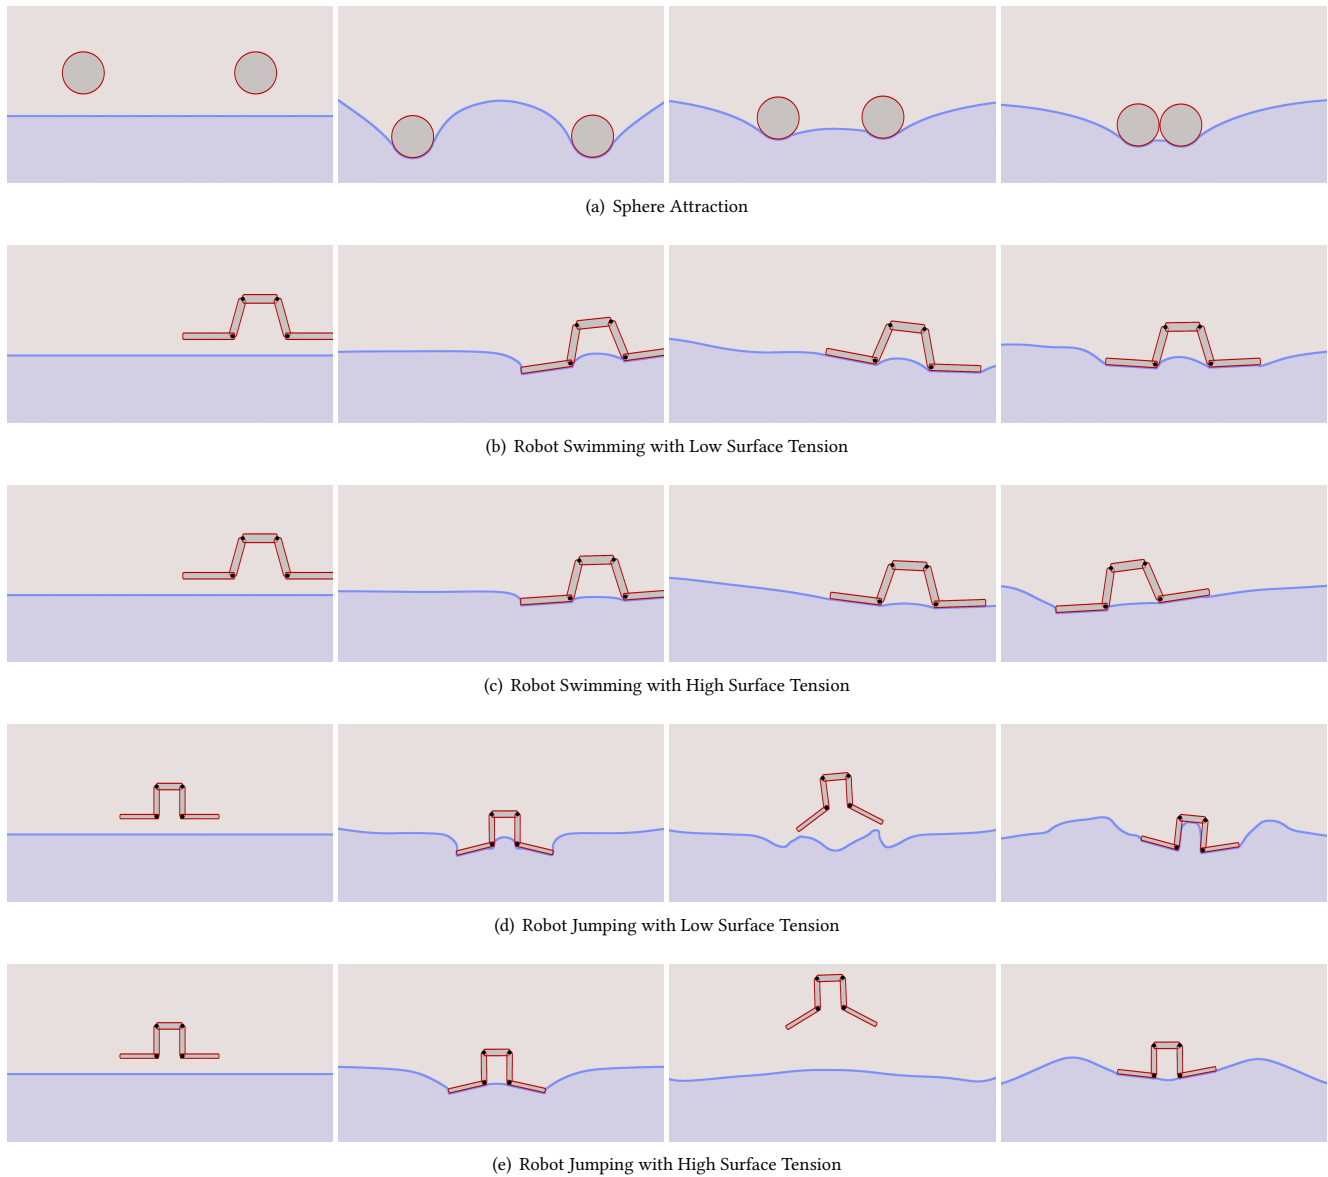 (a) Sphere Attraction
(b) Robot Swimming with Low Surface Tension
(c) Robot Swimming with High Surface Tension
(d) Robot Jumping with Low Surface Tension
(e) Robot Jumping with High Surface Tension